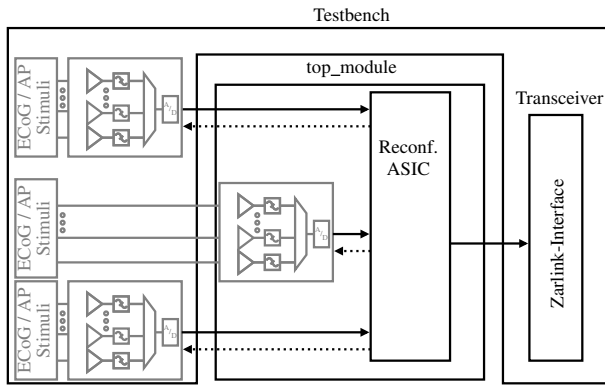 Testbench
top_module
Transceiver
ECoG / AP
Stimuli
A/D
Reconf.
ASIC
ECoG / AP
Stimuli
A/D
Zarlink-Interface
ECoG / AP
Stimuli
A/D